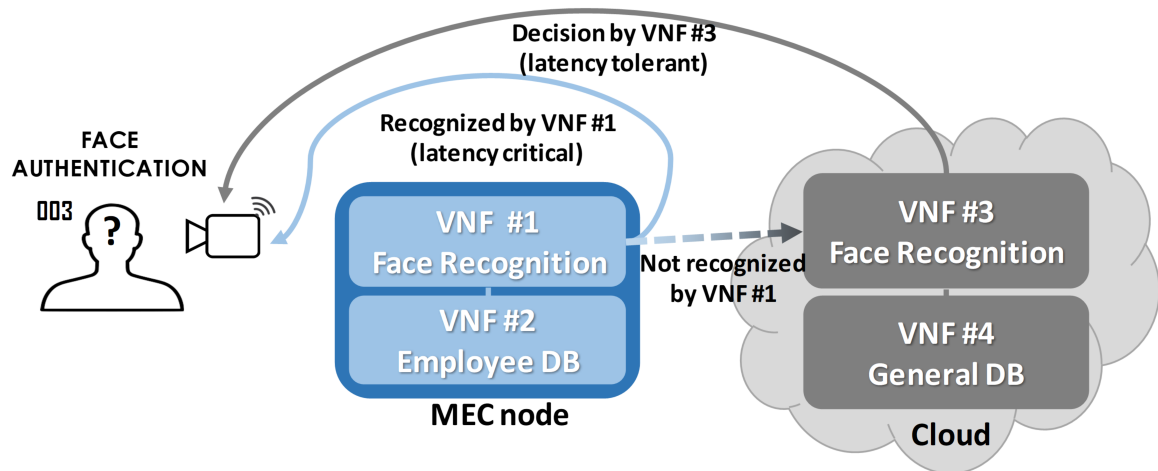 Decision by VNF #3
(latency tolerant)
Recognized by VNF #1
(latency critical)
FACE
AUTHENTICATION
003
?
VNF #1
Face Recognition
VNF #2
Employee DB
MEC node
Not recognized
by VNF #1
VNF #3
Face Recognition
VNF #4
General DB
Cloud